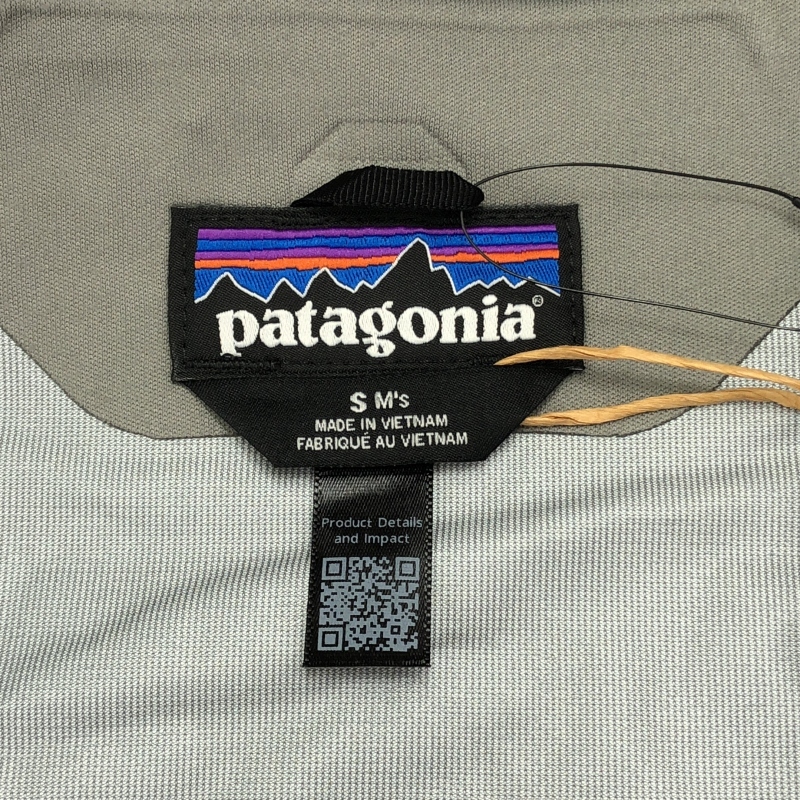 patagonia®
S M's
MADE IN VIETNAM
FABRIQUÉ AU VIETNAM
Product Details
and Impact